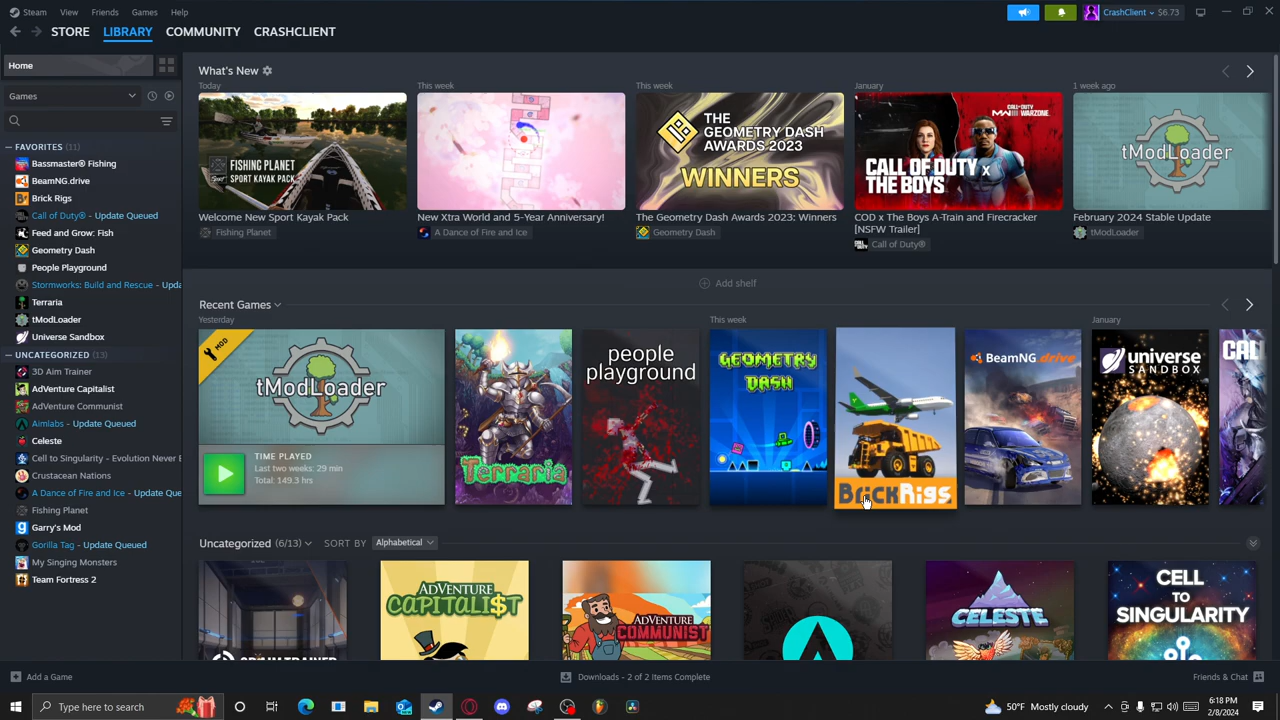 Steam View Friends Games Help
CrashClient $6.73
STORE LIBRARY COMMUNITY CRASHCLIENT
Home
Games
FAVORITES (11)
Bassmaster® Fishing
BeamNG.drive
Brick Rigs
Call of Duty® - Update Queued
Feed and Grow: Fish
Geometry Dash
People Playground
Stormworks: Build and Rescue - Upda
Terraria
tModLoader
Universe Sandbox
UNCATEGORIZED (13)
3D Aim Trainer
AdVenture Capitalist
AdVenture Communist
Aimlabs - Update Queued
Celeste
Cell to Singularity - Evolution Never E
Crustacean Nations
A Dance of Fire and Ice - Update Que
Fishing Planet
Garry's Mod
Gorilla Tag - Update Queued
My Singing Monsters
Team Fortress 2
What's New
Today
FISHING PLANET
SPORT KAYAK PACK
Welcome New Sport Kayak Pack
Fishing Planet
This week
New Xtra World and 5-Year Anniversary!
A Dance of Fire and Ice
This week
THE
GEOMETRY DASH
AWARDS 2023
WINNERS
The Geometry Dash Awards 2023: Winners
Geometry Dash
January
CALL OF DUTY
MWIII WARZONE
CALL OF DUTY X
THE BOYS
COD x The Boys A-Train and Firecracker
[NSFW Trailer]
Call of Duty®
1 week ago
tModLoader
February 2024 Stable Update
tModLoader
Add shelf
Recent Games
Yesterday
MOD
tModLoader
TIME PLAYED
Last two weeks: 29 min
Total: 149.3 hrs
TERRARIA
people
playground
This week
GEOMETRY
DASH
BRICKRIGS
BeamNG.drive
January
universe
SANDBOX
CAL
Uncategorized (6/13) SORT BY Alphabetical
ADVENTURE
CAPITALI$T
ADVENTURE
COMMUNIST
CELESTE
CELL
TO
SINGULARITY
Add a Game
Downloads - 2 of 2 Items Complete
Friends & Chat
Type here to search
50°F Mostly cloudy
6:18 PM
2/8/2024